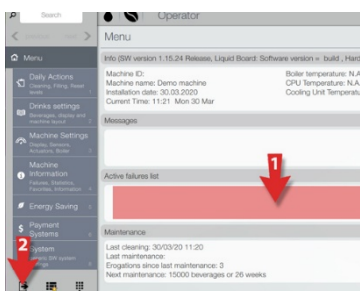 Search
Operator
Menu
Menu
Info (SW version 1.15.24 Release, Liquid Board: Software version = build , Hard
Daily Actions
Cleaning, Filling, Reset
1
Drinks settings
Beverages, display and
machine layout 2
Machine Settings
Display, Sensors,
Actuators, Boiler 3
Machine
Information
Failures, Statistics,
Favorites, Information 4
Energy Saving
Payment
Systems
System
settings
Machine ID:
Machine name: Demo machine
Installation date: 30.03.2020
Current Time: 11:21 Mon 30 Mar
Boiler temperature: N.A
CPU Temperature: N.A.
Cooling Unit Temperatu
Messages
Active failures list
1
Maintenance
Last cleaning: 30/03/20 11:20
Last maintenance:
Erogations since last maintenance: 3
Next maintenance: 15000 beverages or 26 weeks
2